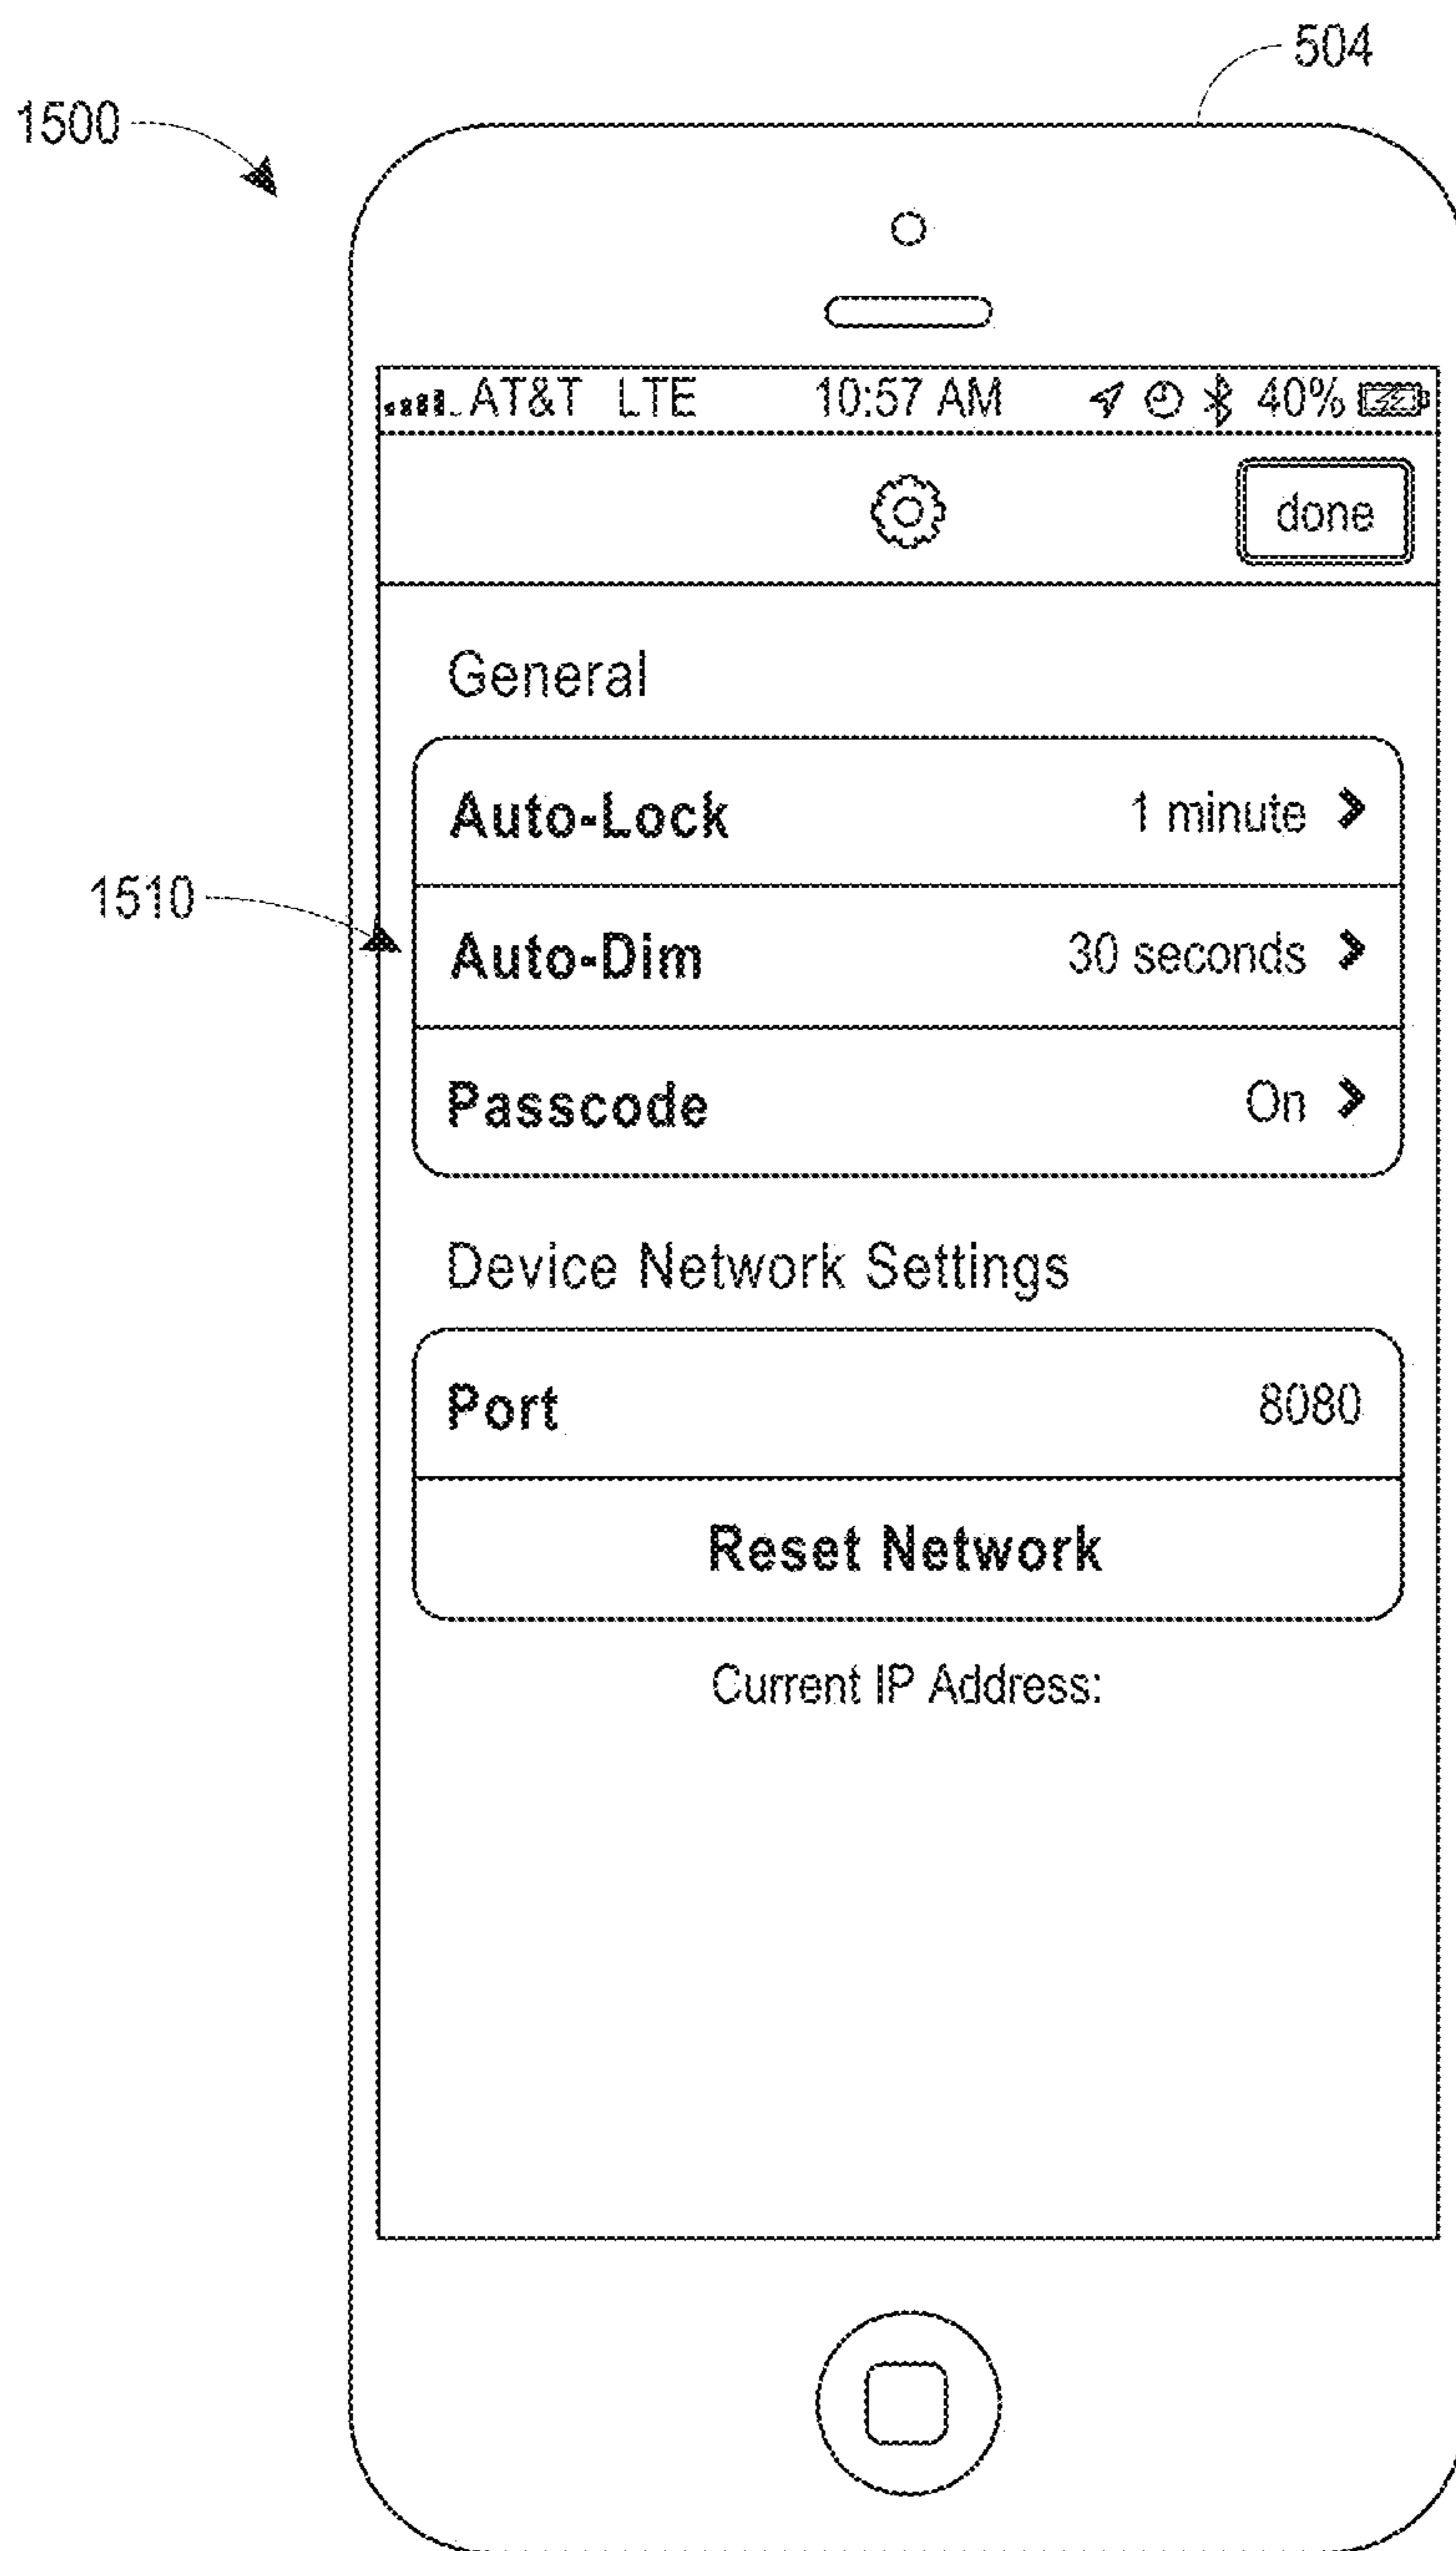 504
1500
AT&T LTE 10:57 AM 40%
done
General
Auto-Lock 1 minute >
1510
Auto-Dim 30 seconds >
Passcode On >
Device Network Settings
Port 8080
Reset Network
Current IP Address: